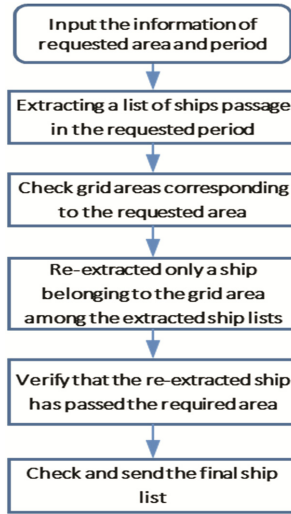 Input the information of
requested area and period
Extracting a list of ships passage
in the requested period
Check grid areas corresponding
to the requested area
Re-extracted only a ship
belonging to the grid area
among the extracted ship lists
Verify that the re-extracted ship
has passed the required area
Check and send the final ship
list